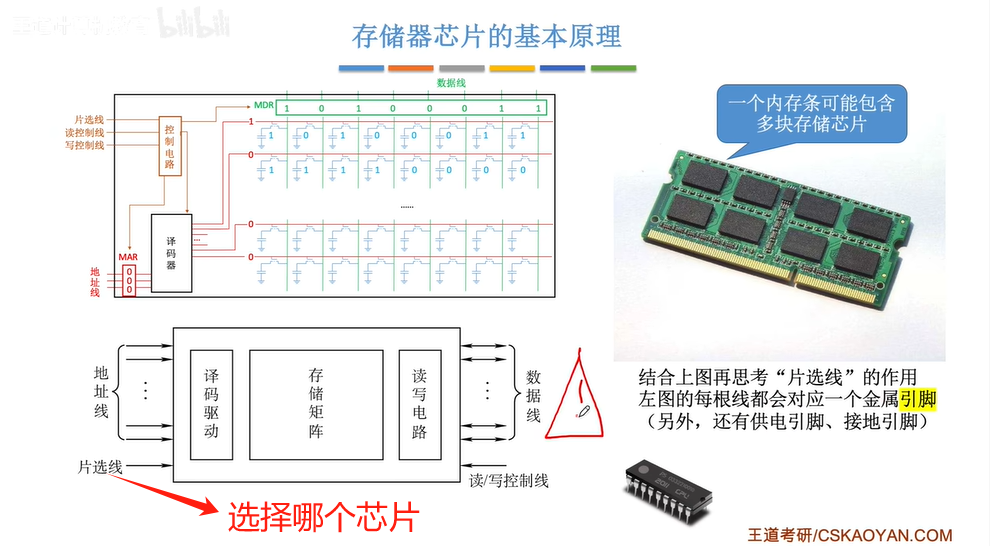 bilibili
存储器芯片的基本原理
数据线
MDR
1 0 1 0 0 0 1 1
片选线
读控制线
写控制线
控制电路
1
1 0 1 0 0 0 1 1
0
1 1 0 1 0 0 0 0
……
0
0
译码器
…
MAR
地址线
0
0
0
一个内存条可能包含
多块存储芯片
地址线
译码驱动
存储矩阵
读写电路
数据线
片选线
读/写控制线
选择哪个芯片
结合上图再思考“片选线”的作用
左图的每根线都会对应一个金属引脚
（另外，还有供电引脚、接地引脚）
王道考研/CSKAOYAN.COM